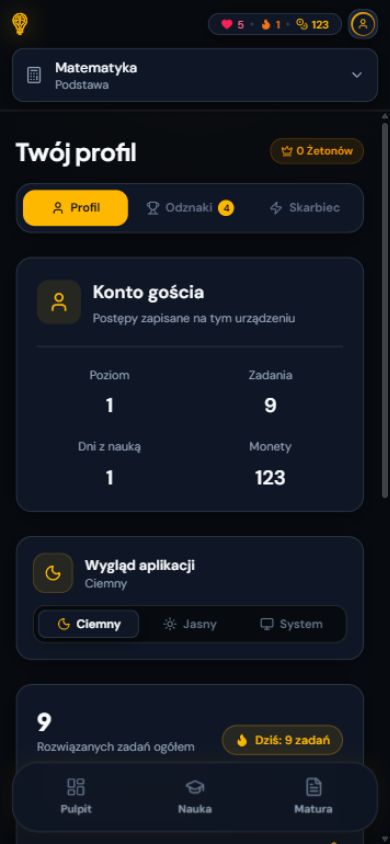 5 • 1 • 123
Matematyka
Podstawa
Twój profil
0 Żetonów
Profil
Odznaki 4
Skarbiec
Konto gościa
Postępy zapisane na tym urządzeniu
Poziom
Zadania
1
9
Dni z nauką
Monety
1
123
Wygląd aplikacji
Ciemny
Ciemny
Jasny
System
9
Rozwiązanych zadań ogółem
Dziś: 9 zadań
Pulpit
Nauka
Matura